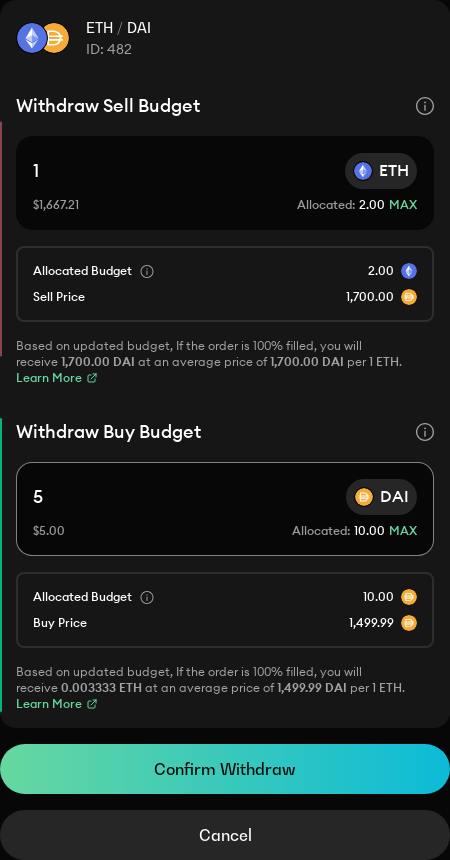 ETH / DAI
ID: 482
Withdraw Sell Budget
1
ETH
$1,667.21
Allocated: 2.00 MAX
Allocated Budget
2.00
Sell Price
1,700.00
Based on updated budget, If the order is 100% filled, you will
receive 1,700.00 DAI at an average price of 1,700.00 DAI per 1 ETH.
Learn More
Withdraw Buy Budget
5
DAI
$5.00
Allocated: 10.00 MAX
Allocated Budget
10.00
Buy Price
1,499.99
Based on updated budget, If the order is 100% filled, you will
receive 0.003333 ETH at an average price of 1,499.99 DAI per 1 ETH.
Learn More
Confirm Withdraw
Cancel